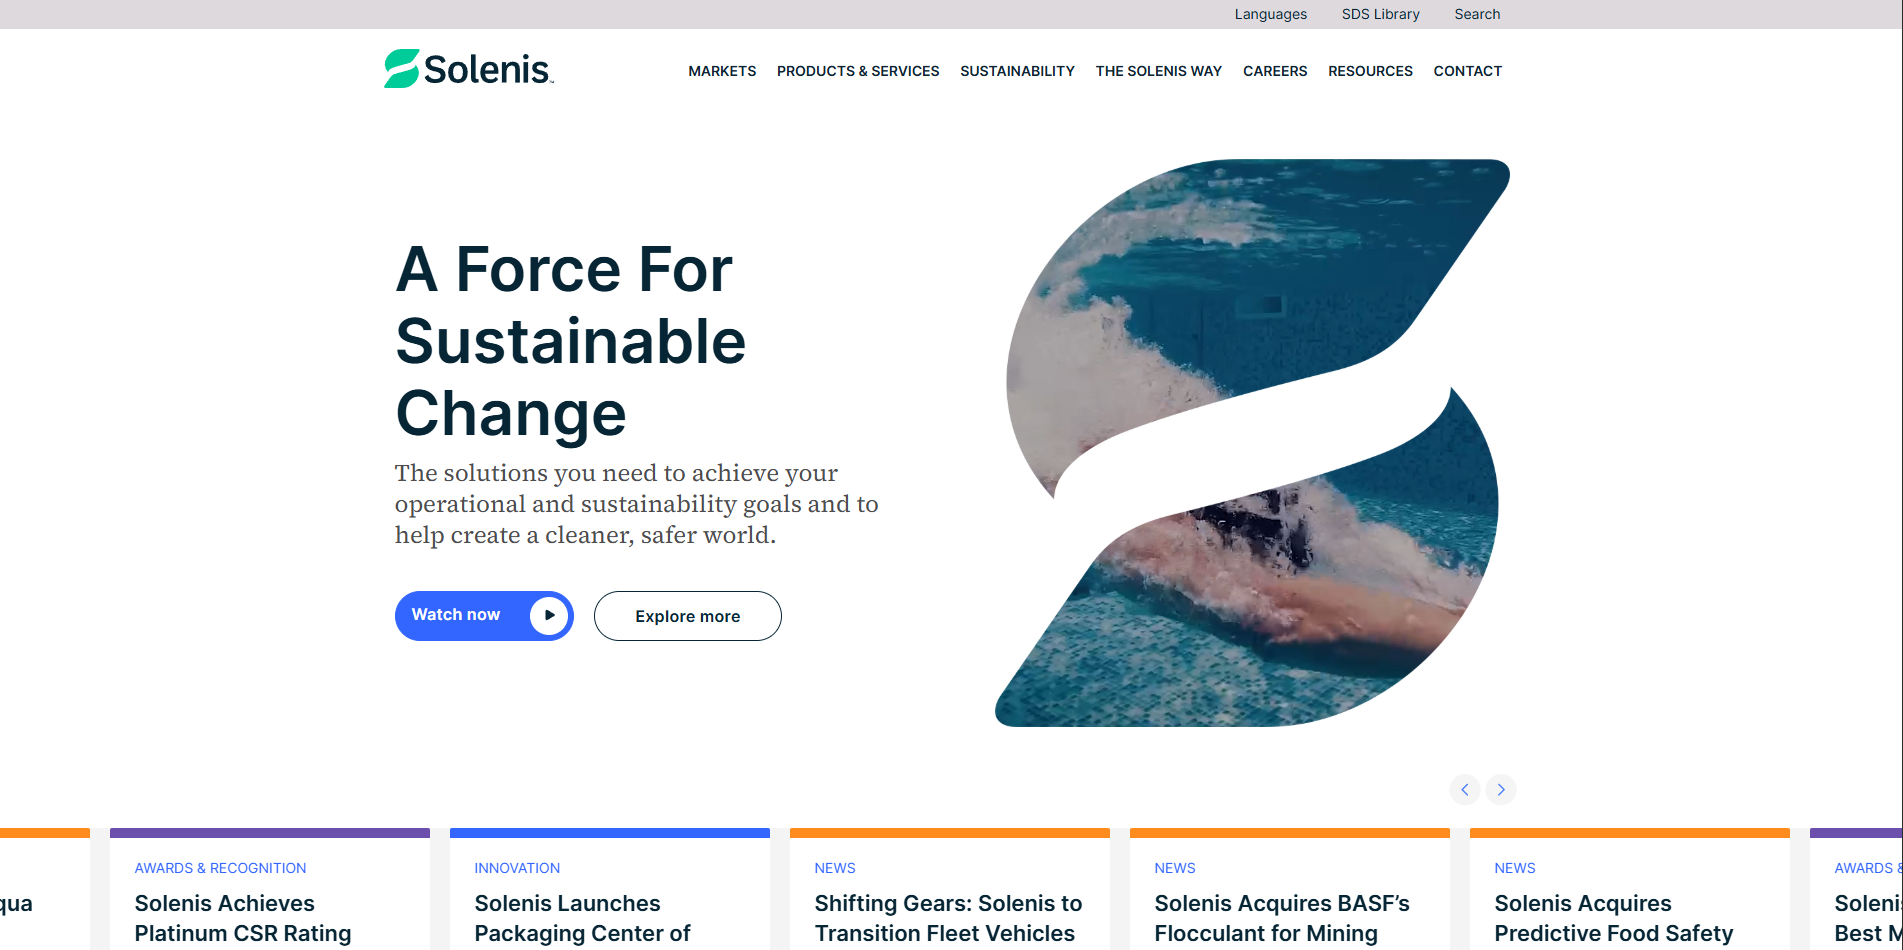 Languages SDS Library Search
Solenis™
MARKETS PRODUCTS & SERVICES SUSTAINABILITY THE SOLENIS WAY CAREERS RESOURCES CONTACT
A Force For
Sustainable
Change
The solutions you need to achieve your
operational and sustainability goals and to
help create a cleaner, safer world.
Watch now
Explore more
qua
AWARDS & RECOGNITION
Solenis Achieves
Platinum CSR Rating
INNOVATION
Solenis Launches
Packaging Center of
NEWS
Shifting Gears: Solenis to
Transition Fleet Vehicles
NEWS
Solenis Acquires BASF’s
Flocculant for Mining
NEWS
Solenis Acquires
Predictive Food Safety
AWARDS &
Soleni
Best M